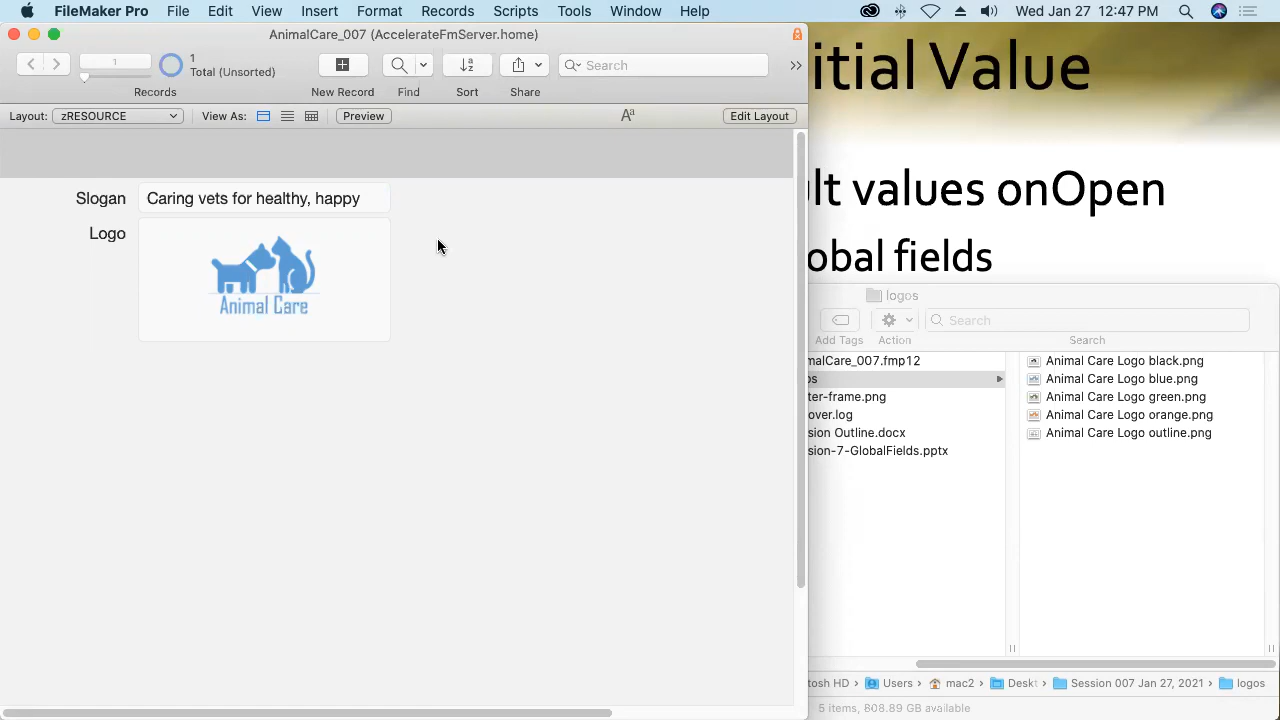 FileMaker Pro File Edit View Insert Format Records Scripts Tools Window Help Wed Jan 27 12:47 PM
AnimalCare_007 (AccelerateFmServer.home)
1
1
Total (Unsorted)
Search
Records
New Record
Find
Sort
Share
Layout: zRESOURCE View As: Preview Aa Edit Layout
Slogan Caring vets for healthy, happy
Logo
Animal Care
itial Value
ult values onOpen
obal fields
logos
Search
Add Tags Action Search
malCare_007.fmp12
os
ter-frame.png
over.log
sion Outline.docx
sion-7-GlobalFields.pptx
Animal Care Logo black.png
Animal Care Logo blue.png
Animal Care Logo green.png
Animal Care Logo orange.png
Animal Care Logo outline.png
tosh HD › Users › mac2 › Deskt › Session 007 Jan 27, 2021 › logos
5 items, 808.89 GB available